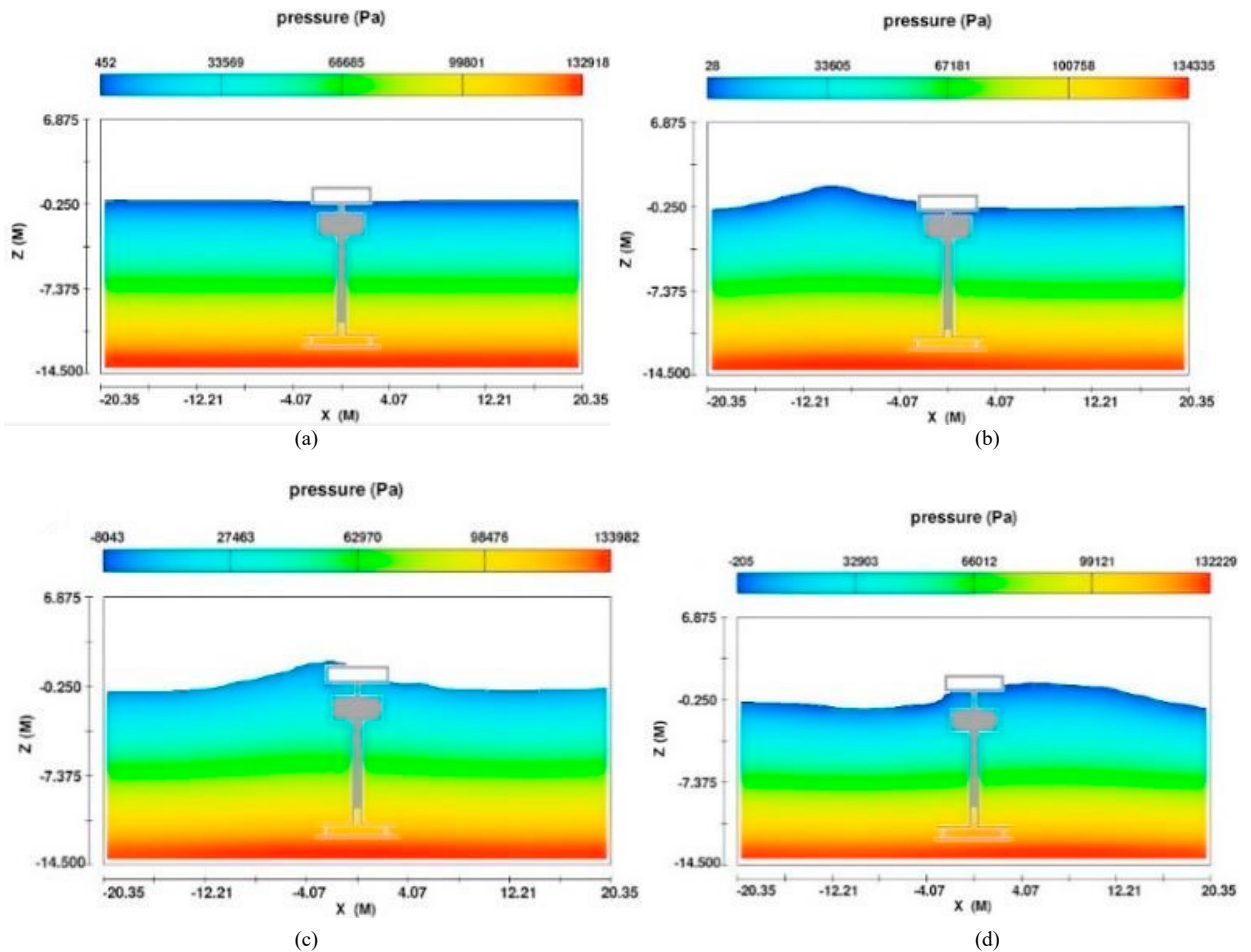 pressure (Pa)
452 33569 66685 99801 132918
6.875
-0.250
-7.375
-14.500
Z (M)
-20.35 -12.21 -4.07 4.07 12.21 20.35
X (M)
(a)
pressure (Pa)
28 33605 67181 100758 134335
6.875
-0.250
-7.375
-14.500
Z (M)
-20.35 -12.21 -4.07 4.07 12.21 20.35
X (M)
(b)
pressure (Pa)
-8043 27463 62970 98476 133982
6.875
-0.250
-7.375
-14.500
Z (M)
-20.35 -12.21 -4.07 4.07 12.21 20.35
X (M)
(c)
pressure (Pa)
-205 32903 66012 99121 132229
6.875
-0.250
-7.375
-14.500
Z (M)
-20.35 -12.21 -4.07 4.07 12.21 20.35
X (M)
(d)